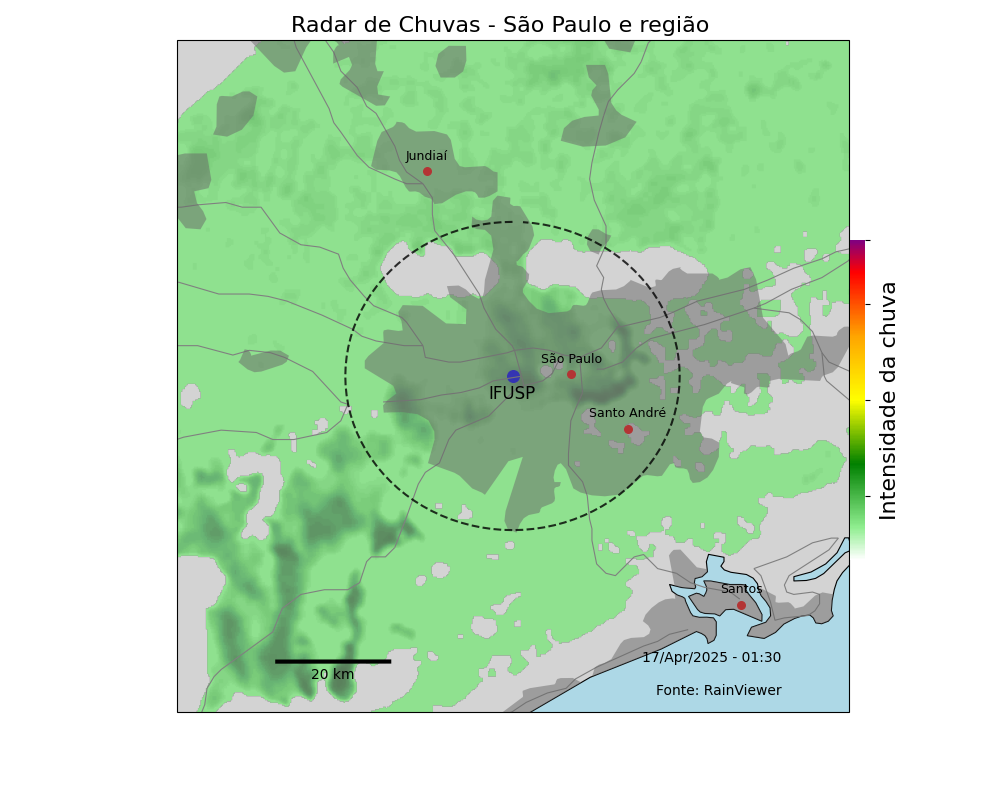 Radar de Chuvas - São Paulo e região
Jundiaí
São Paulo
IFUSP
Santo André
Santos
17/Apr/2025 - 01:30
20 km
Fonte: RainViewer
Intensidade da chuva